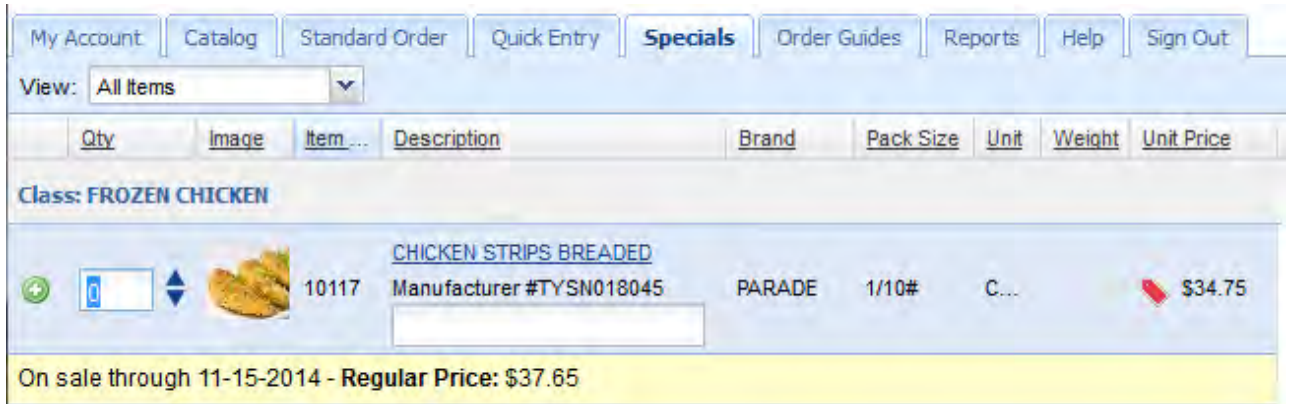 My Account Catalog Standard Order Quick Entry Specials Order Guides Reports Help Sign Out
View: All Items
Qty Image Item ... Description Brand Pack Size Unit Weight Unit Price
Class: FROZEN CHICKEN
CHICKEN STRIPS BREADED
0 10117 Manufacturer #TYSN018045 PARADE 1/10# C... $34.75
On sale through 11-15-2014 - Regular Price: $37.65